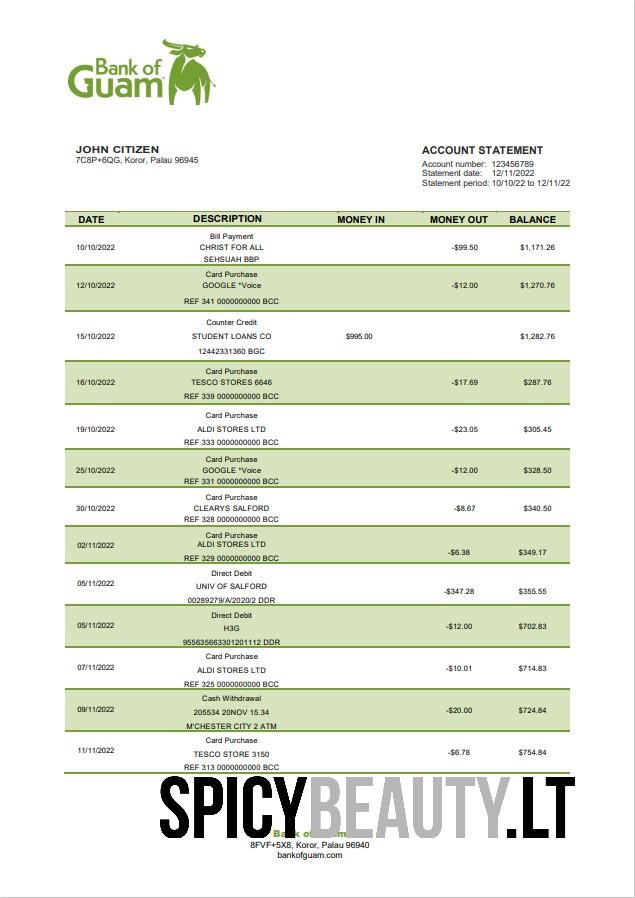 Bank of
Guam
JOHN CITIZEN
7C8P+6QG, Koror, Palau 96945
ACCOUNT STATEMENT
Account number: 123456789
Statement date: 12/11/2022
Statement period: 10/10/22 to 12/11/22
DATE DESCRIPTION MONEY IN MONEY OUT BALANCE
Bill Payment
10/10/2022 CHRIST FOR ALL -$99.50 $1,171.26
SEHSUAH BBP
Card Purchase
12/10/2022 GOOGLE *Voice -$12.00 $1,270.76
REF 341 0000000000 BCC
Counter Credit
15/10/2022 STUDENT LOANS CO $995.00 $1,282.76
12442331360 BGC
Card Purchase
16/10/2022 TESCO STORES 6646 -$17.69 $287.76
REF 339 0000000000 BCC
Card Purchase
19/10/2022 ALDI STORES LTD -$23.05 $305.45
REF 333 0000000000 BCC
Card Purchase
25/10/2022 GOOGLE *Voice -$12.00 $328.50
REF 331 0000000000 BCC
Card Purchase
30/10/2022 CLEARYS SALFORD -$8.67 $340.50
REF 328 0000000000 BCC
Card Purchase
02/11/2022 ALDI STORES LTD -$6.38 $349.17
REF 329 0000000000 BCC
Direct Debit
05/11/2022 UNIV OF SALFORD -$347.28 $355.55
00289279/A/2020/2 DDR
Direct Debit
05/11/2022 H3G -$12.00 $702.83
955635663301201112 DDR
Card Purchase
07/11/2022 ALDI STORES LTD -$10.01 $714.83
REF 325 0000000000 BCC
Cash Withdrawal
09/11/2022 205534 20NOV 15.34 -$20.00 $724.84
M'CHESTER CITY 2 ATM
Card Purchase
11/11/2022 TESCO STORE 3150 -$6.78 $754.84
REF 313 0000000000 BCC
SPICYBEAUTY.LT
Bank of Guam
8FVF+5X8, Koror, Palau 96940
bankofguam.com